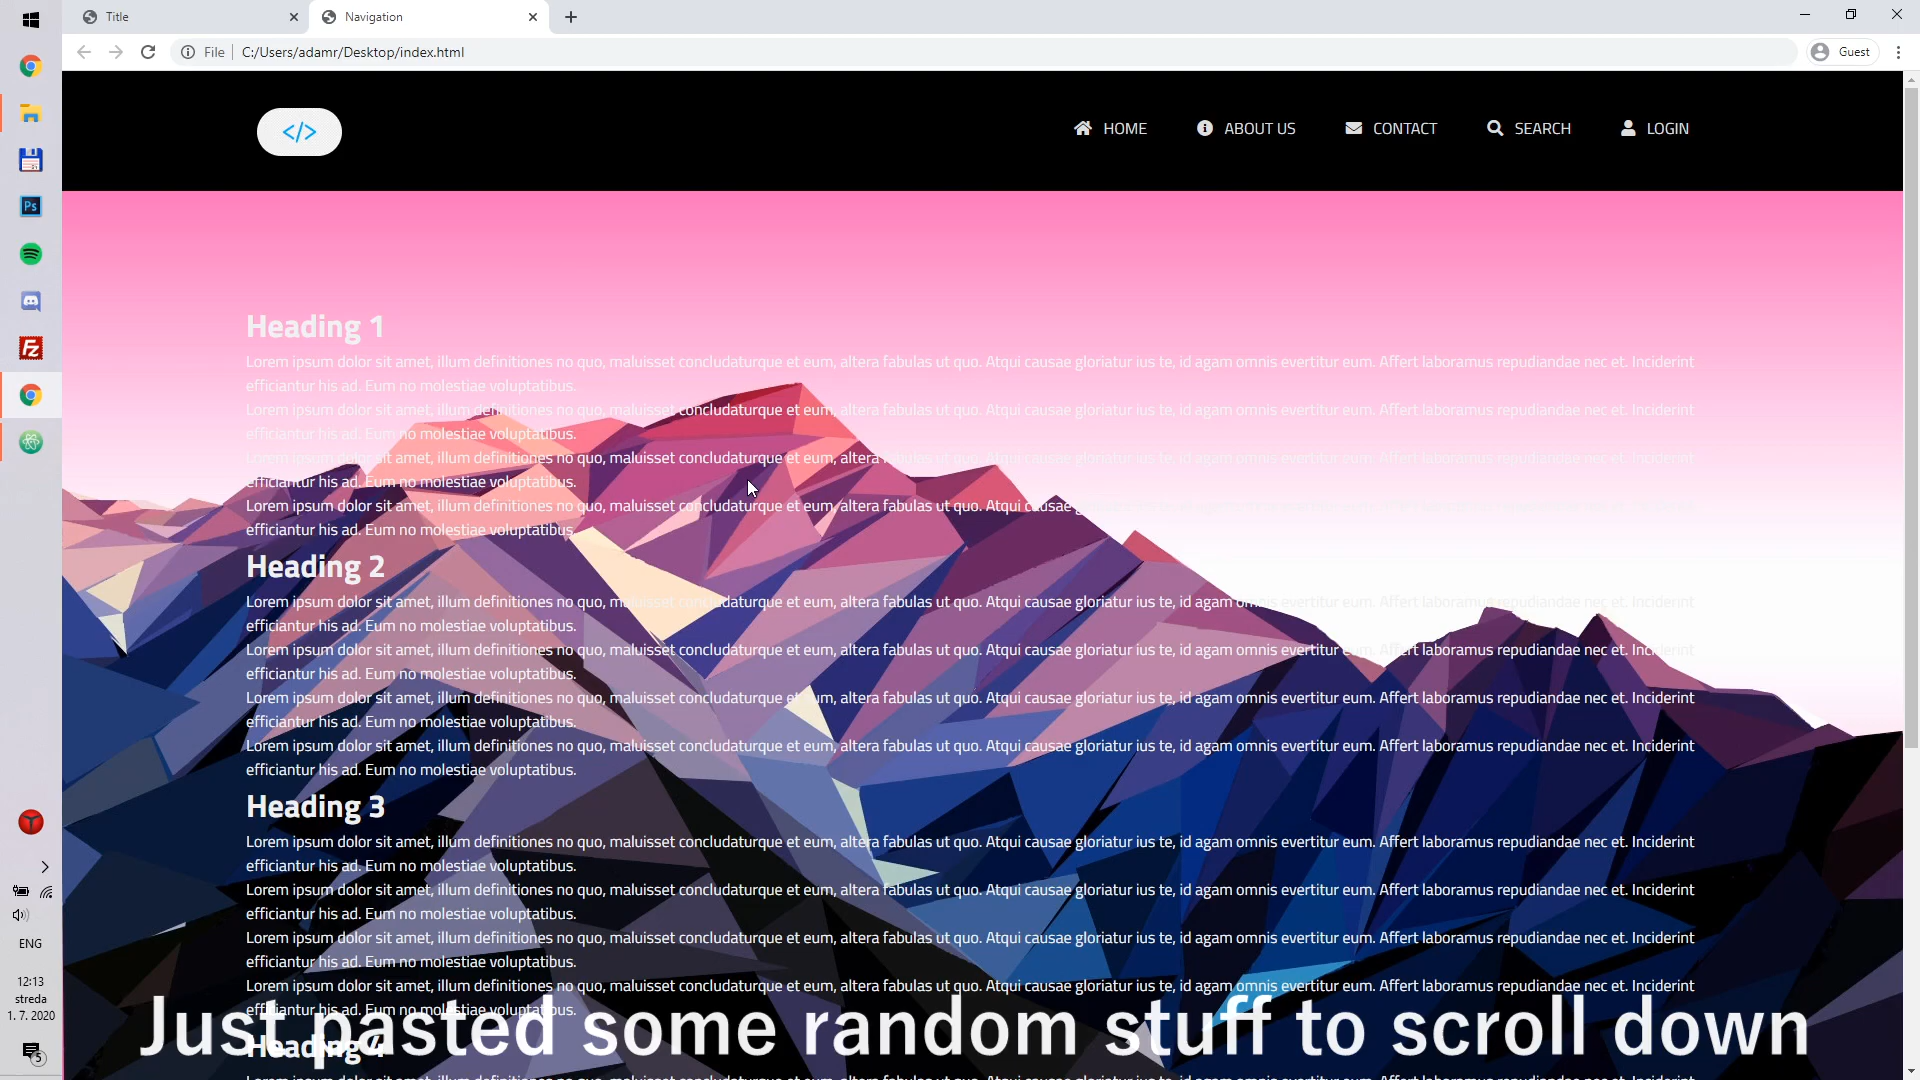 Title
Navigation
File
C:/Users/adamr/Desktop/index.html
Guest
</>
HOME
ABOUT US
CONTACT
SEARCH
LOGIN
Heading 1
Lorem ipsum dolor sit amet, illum definitiones no quo, maluisset concludaturque et eum, altera fabulas ut quo. Atqui causae gloriatur ius te, id agam omnis evertitur eum. Affert laboramus repudiandae nec et. Inciderint
efficiantur his ad. Eum no molestiae voluptatibus.
Lorem ipsum dolor sit amet, illum definitiones no quo, maluisset concludaturque et eum, altera fabulas ut quo. Atqui causae gloriatur ius te, id agam omnis evertitur eum. Affert laboramus repudiandae nec et. Inciderint
efficiantur his ad. Eum no molestiae voluptatibus.
Lorem ipsum dolor sit amet, illum definitiones no quo, maluisset concludaturque et eum, altera fabulas ut quo. Atqui causae gloriatur ius te, id agam omnis evertitur eum. Affert laboramus repudiandae nec et. Inciderint
efficiantur his ad. Eum no molestiae voluptatibus.
Lorem ipsum dolor sit amet, illum definitiones no quo, maluisset concludaturque et eum, altera fabulas ut quo. Atqui causae
efficiantur his ad. Eum no molestiae voluptatibus.
Heading 2
Lorem ipsum dolor sit amet, illum definitiones no quo, maluisset concludaturque et eum, altera fabulas ut quo. Atqui causae gloriatur ius te, id agam omnis evertitur eum. Affert laboramus repudiandae nec et. Inciderint
efficiantur his ad. Eum no molestiae voluptatibus.
Lorem ipsum dolor sit amet, illum definitiones no quo, maluisset concludaturque et eum, altera fabulas ut quo. Atqui causae gloriatur ius te, id agam omnis evertitur eum. Affert laboramus repudiandae nec et. Inciderint
efficiantur his ad. Eum no molestiae voluptatibus.
Lorem ipsum dolor sit amet, illum definitiones no quo, maluisset concludaturque et eum, altera fabulas ut quo. Atqui causae gloriatur ius te, id agam omnis evertitur eum. Affert laboramus repudiandae nec et. Inciderint
efficiantur his ad. Eum no molestiae voluptatibus.
Lorem ipsum dolor sit amet, illum definitiones no quo, maluisset concludaturque et eum, altera fabulas ut quo. Atqui causae gloriatur ius te, id agam omnis evertitur eum. Affert laboramus repudiandae nec et. Inciderint
efficiantur his ad. Eum no molestiae voluptatibus.
Heading 3
Lorem ipsum dolor sit amet, illum definitiones no quo, maluisset concludaturque et eum, altera fabulas ut quo. Atqui causae gloriatur ius te, id agam omnis evertitur eum. Affert laboramus repudiandae nec et. Inciderint
efficiantur his ad. Eum no molestiae voluptatibus.
Lorem ipsum dolor sit amet, illum definitiones no quo, maluisset concludaturque et eum, altera fabulas ut quo. Atqui causae gloriatur ius te, id agam omnis evertitur eum. Affert laboramus repudiandae nec et. Inciderint
efficiantur his ad. Eum no molestiae voluptatibus.
Lorem ipsum dolor sit amet, illum definitiones no quo, maluisset concludaturque et eum, altera fabulas ut quo. Atqui causae gloriatur ius te, id agam omnis evertitur eum. Affert laboramus repudiandae nec et. Inciderint
efficiantur his ad. Eum no molestiae voluptatibus.
Lorem ipsum dolor sit amet, illum definitiones no quo, maluisset concludaturque et eum, altera fabulas ut quo. Atqui causae gloriatur ius te, id agam omnis evertitur eum. Affert laboramus repudiandae nec et. Inciderint
efficiantur his ad. Eum no molestiae voluptatibus.
Heading 4
Just pasted some random stuff to scroll down
Ps
Fz
ENG
12:13
streda
1. 7. 2020
5